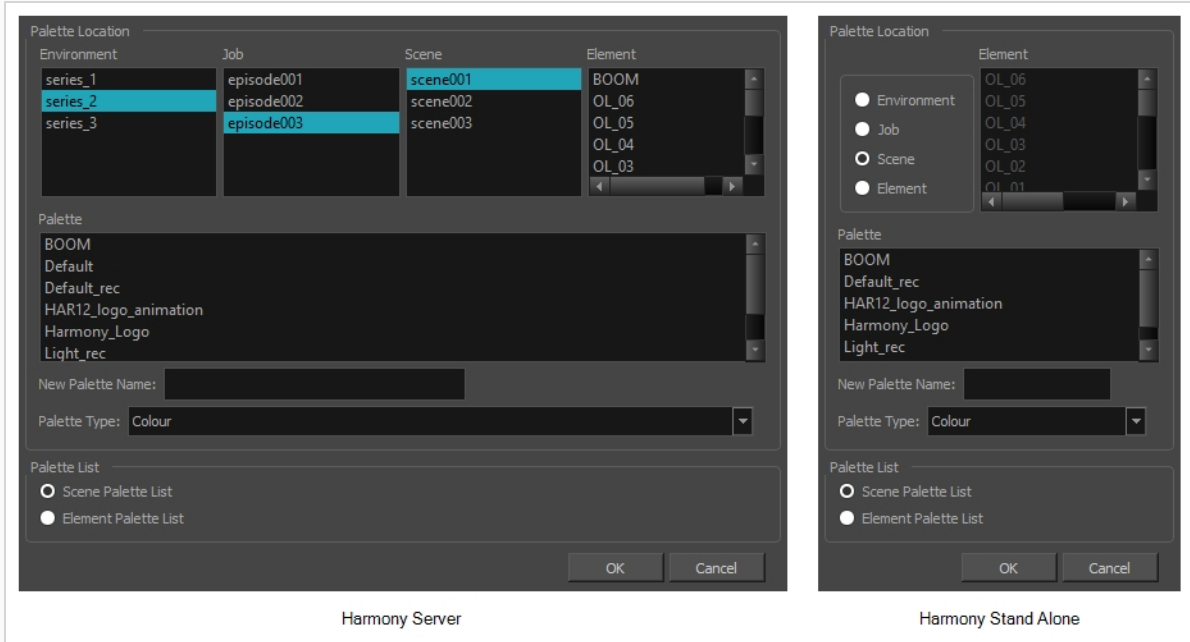 Palette Location
Environment Job Scene Element
series_1 episode001 scene001 BOOM
series_2 episode002 scene002 OL_06
series_3 episode003 scene003 OL_05
OL_04
OL_03
Palette
BOOM
Default
Default_rec
HAR12_logo_animation
Harmony_Logo
Light_rec
New Palette Name:
Palette Type: Colour
Palette List
Scene Palette List
Element Palette List
OK Cancel
Harmony Server
Palette Location
Element
Environment
Job
Scene
Element
OL_06
OL_05
OL_04
OL_03
OL_02
OL_01
Palette
BOOM
Default_rec
HAR12_logo_animation
Harmony_Logo
Light_rec
New Palette Name:
Palette Type: Colour
Palette List
Scene Palette List
Element Palette List
OK Cancel
Harmony Stand Alone